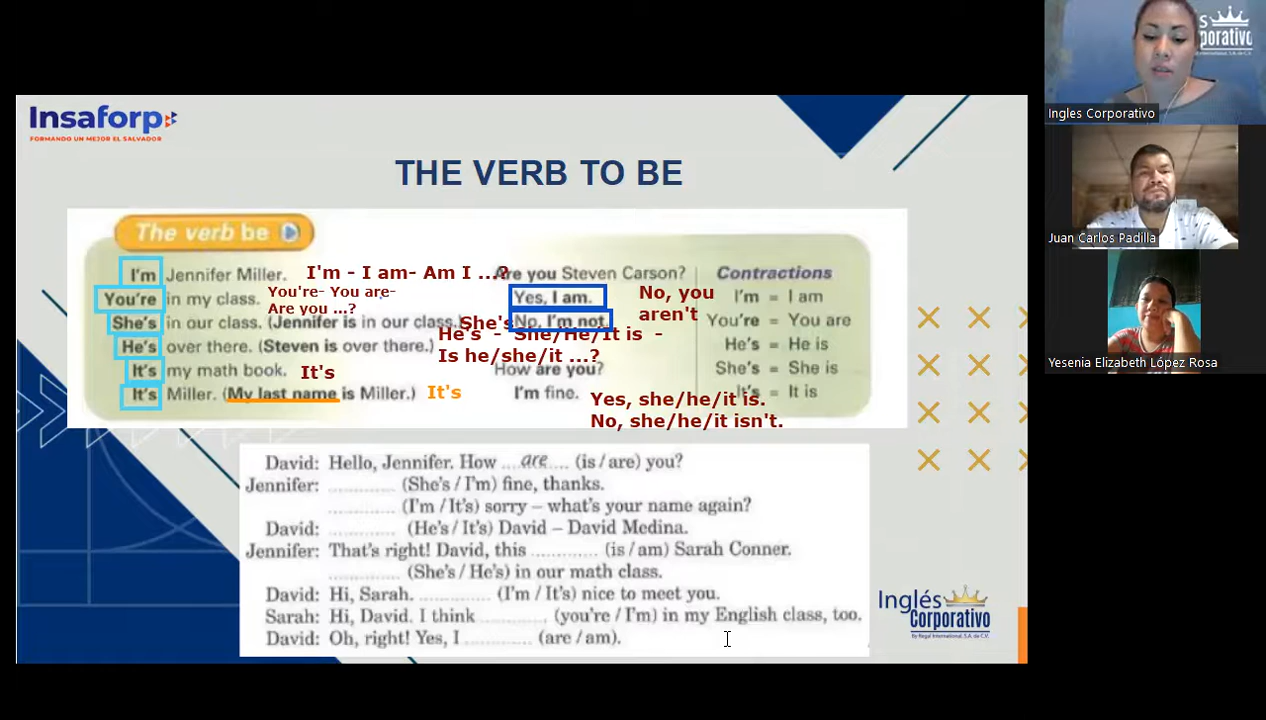 Insaforp
FORMANDO UN MEJOR EL SALVADOR
THE VERB TO BE
The verb be
I'm Jennifer Miller.
I'm - I am- Am I ...?
You're in my class.
You're- You are-
Are you ...?
She's in our class. (Jennifer is in our class.)
She's
He's over there. (Steven is over there.)
He's - She/He/It is -
Is he/she/it ...?
It's my math book.
It's
It's Miller. (My last name is Miller.)
It's
Are you Steven Carson?
Yes, I am.
No, I'm not.
No, you
aren't
How are you?
I'm fine.
Yes, she/he/it is.
No, she/he/it isn't.
Contractions
I'm = I am
You're = You are
He's = He is
She's = She is
It's = It is
David: Hello, Jennifer. How ...are... (is / are) you?
Jennifer: ............ (She's / I'm) fine, thanks.
............ (I'm / It's) sorry – what's your name again?
David: ............ (He's / It's) David – David Medina.
Jennifer: That's right! David, this ............ (is / am) Sarah Conner.
............ (She's / He's) in our math class.
David: Hi, Sarah. ............ (I'm / It's) nice to meet you.
Sarah: Hi, David. I think ............ (you're / I'm) in my English class, too.
David: Oh, right! Yes, I ............ (are / am).
Inglés
Corporativo
By Regal International, S.A. de C.V.
s
porativo
Ingles Corporativo
Juan Carlos Padilla
Yesenia Elizabeth López Rosa